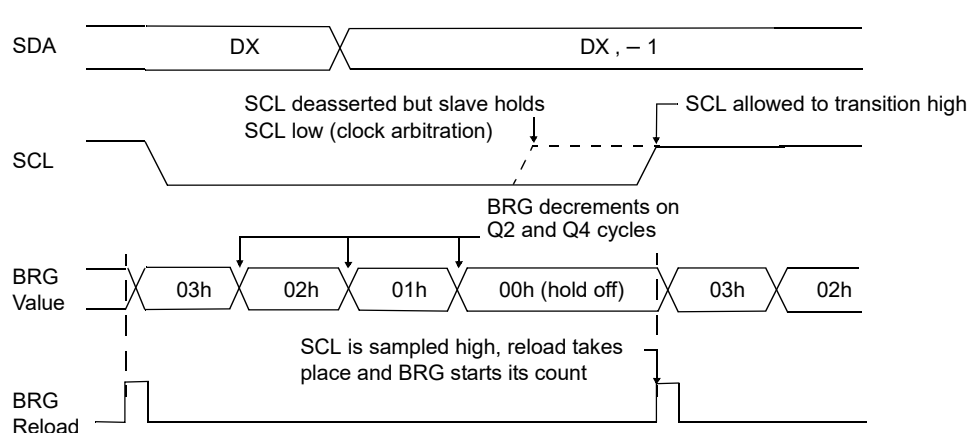 SDA
DX
DX , – 1
SCL deasserted but slave holds
SCL low (clock arbitration)
SCL allowed to transition high
SCL
BRG decrements on
Q2 and Q4 cycles
BRG
Value
03h
02h
01h
00h (hold off)
03h
02h
SCL is sampled high, reload takes
place and BRG starts its count
BRG
Reload